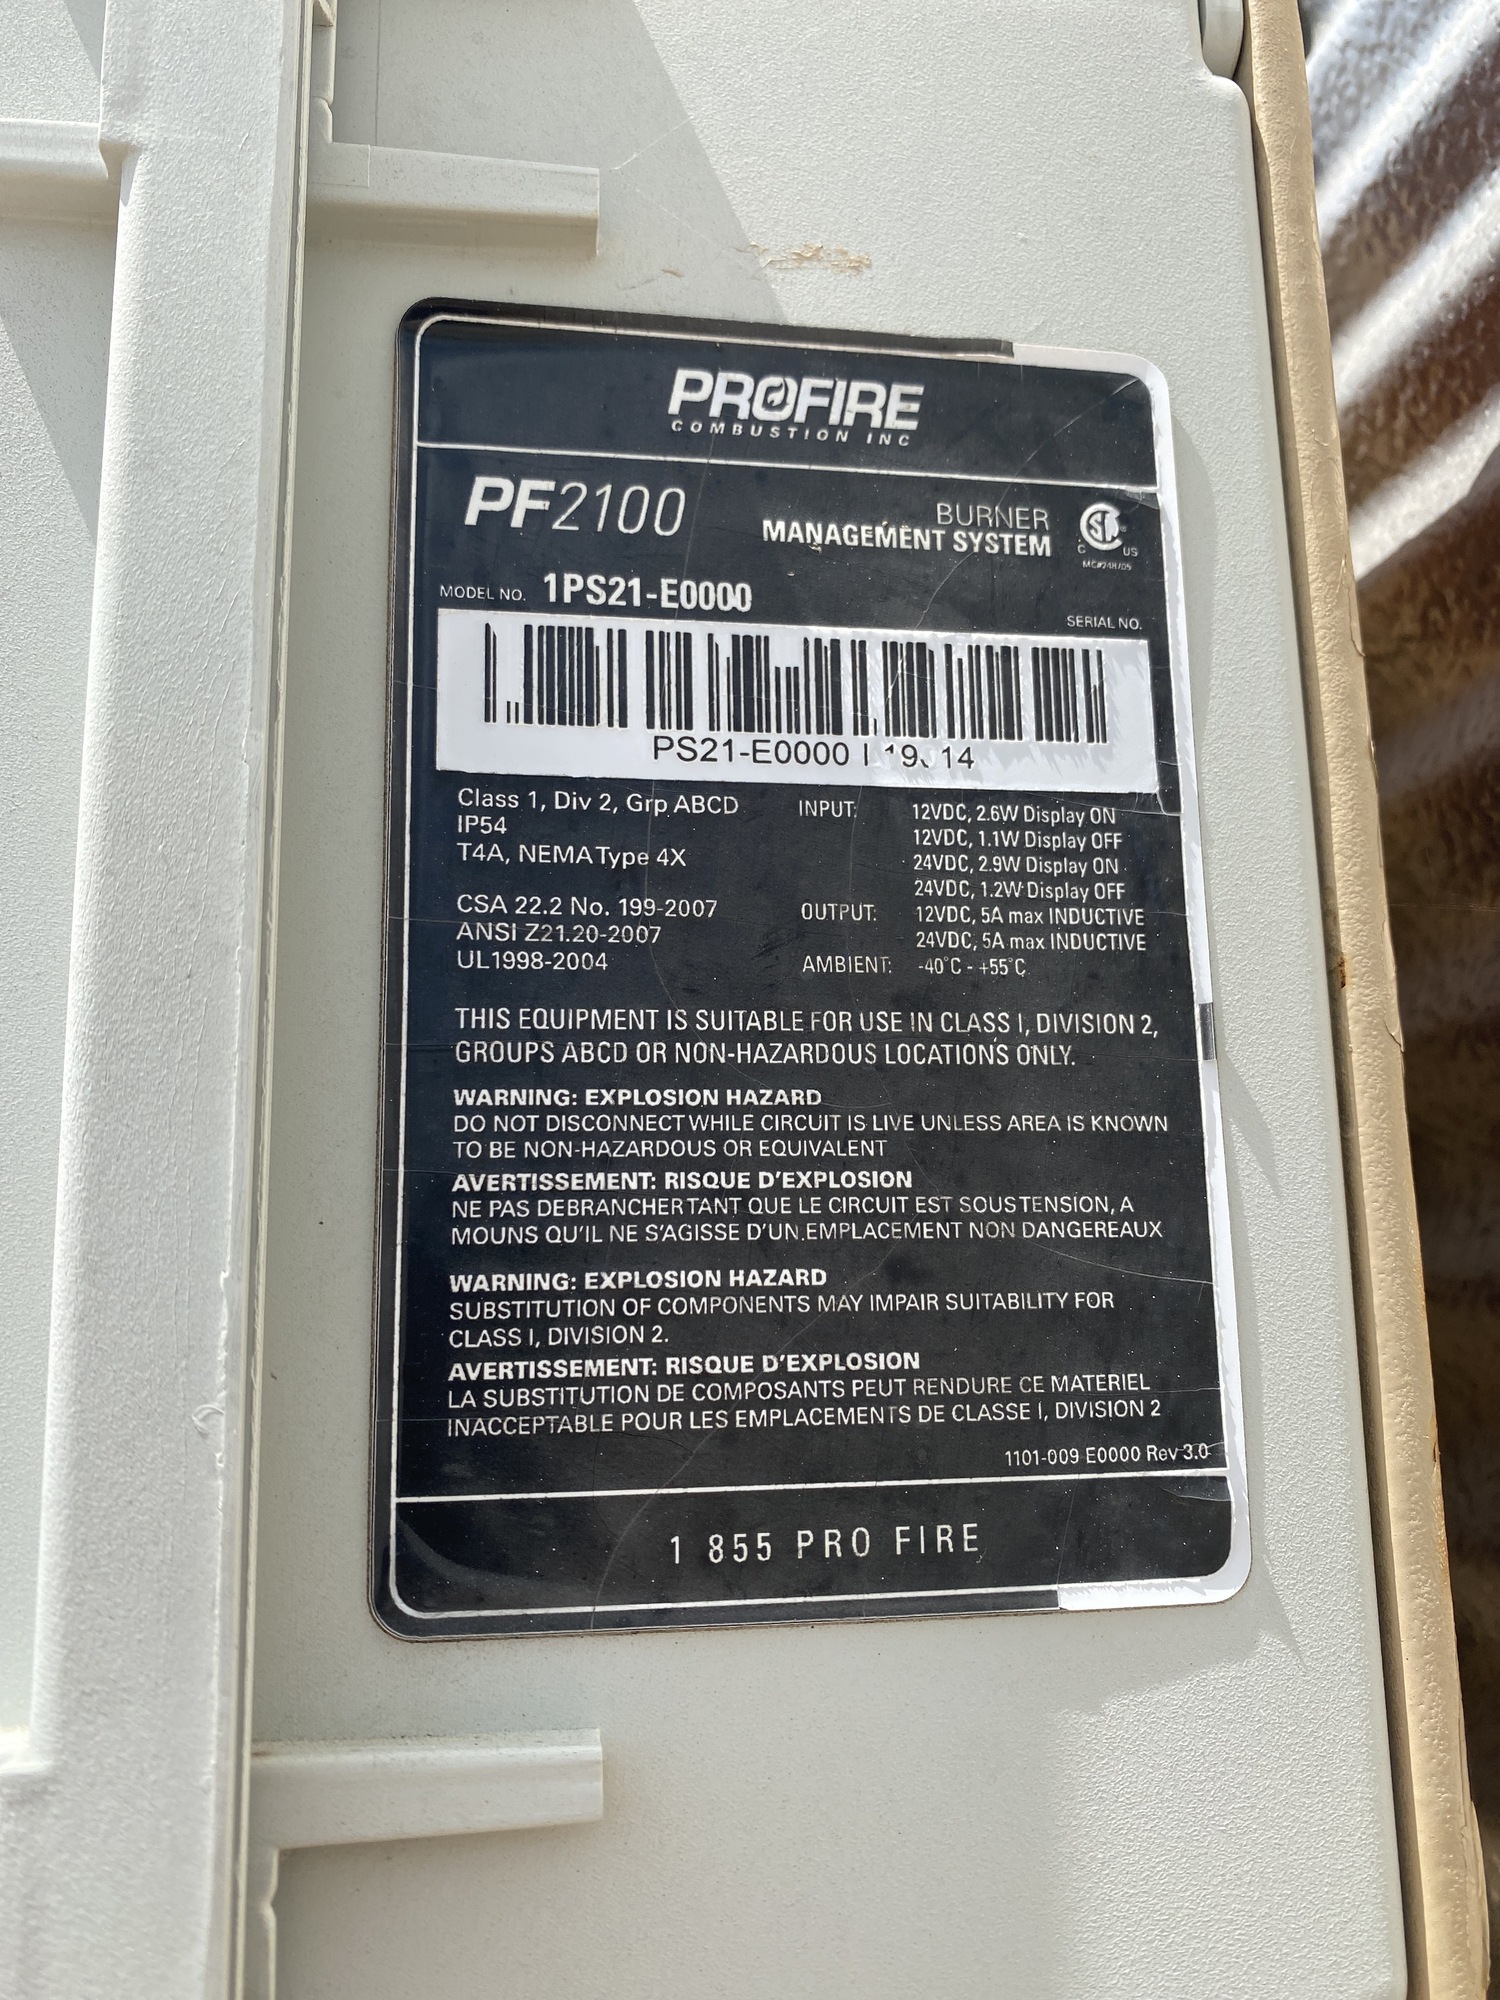 PROFIRE
COMBUSTION INC
PF2100
BURNER
MANAGEMENT SYSTEM
C US
MODEL NO. 1PS21-E0000
SERIAL NO.
PS21-E0000
Class 1, Div 2, Grp ABCD
IP54
T4A, NEMA Type 4X
CSA 22.2 No. 199-2007
ANSI Z21.20-2007
UL1998-2004
INPUT: 12VDC, 2.6W Display ON
12VDC, 1.1W Display OFF
24VDC, 2.9W Display ON
24VDC, 1.2W Display OFF
OUTPUT: 12VDC, 5A max INDUCTIVE
24VDC, 5A max INDUCTIVE
AMBIENT: -40°C - +55°C
THIS EQUIPMENT IS SUITABLE FOR USE IN CLASS I, DIVISION 2,
GROUPS ABCD OR NON-HAZARDOUS LOCATIONS ONLY.
WARNING: EXPLOSION HAZARD
DO NOT DISCONNECT WHILE CIRCUIT IS LIVE UNLESS AREA IS KNOWN
TO BE NON-HAZARDOUS OR EQUIVALENT
AVERTISSEMENT: RISQUE D'EXPLOSION
NE PAS DEBRANCHER TANT QUE LE CIRCUIT EST SOUS TENSION, A
MOUNS QU'IL NE S'AGISSE D'UN EMPLACEMENT NON DANGEREAUX
WARNING: EXPLOSION HAZARD
SUBSTITUTION OF COMPONENTS MAY IMPAIR SUITABILITY FOR
CLASS I, DIVISION 2.
AVERTISSEMENT: RISQUE D'EXPLOSION
LA SUBSTITUTION DE COMPOSANTS PEUT RENDURE CE MATERIEL
INACCEPTABLE POUR LES EMPLACEMENTS DE CLASSE I, DIVISION 2
1101-009 E0000 Rev 3.0
1 855 PRO FIRE